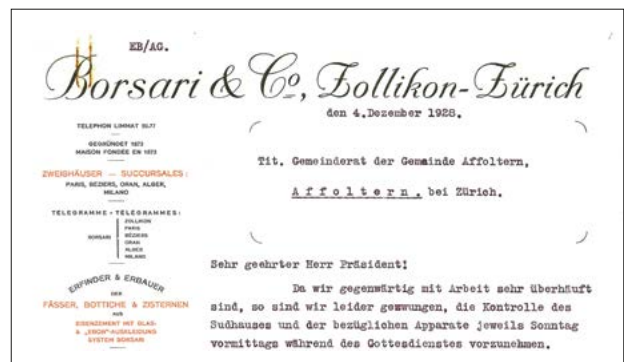 EB/AG.
Borsari & Co, Zollikon-Zürich
den 4.Dezember 1928.
TELEPHON LIMMAT
GEGRÜNDET 1873
MAISON FONDÉE EN 1873
ZWEIGHÄUSER — SUCCURSALES:
PARIS, BÉZIERS, ORAN, ALGER,
MILANO
TELEGRAMME - TÉLÉGRAMMES:
BORSARI
ZOLLIKON
PARIS
BÉZIERS
ORAN
ALGER
MILANO
ERFINDER & ERBAUER
DER
FÄSSER, BOTTICHE & ZISTERNEN
AUS
EISENZEMENT MIT GLAS-
& „EBON"-AUSKLEIDUNG
SYSTEM BORSARI
Tit. Gemeinderat der Gemeinde Affoltern,
Affoltern, bei Zürich.
Sehr geehrter Herr Präsident!
Da wir gegenwärtig mit Arbeit sehr überhäuft
sind, so sind wir leider gezwungen, die Kontrolle des
Sudhauses und der bezüglichen Apparate jeweils Sonntag
vormittags während des Gottesdienstes vorzunehmen.